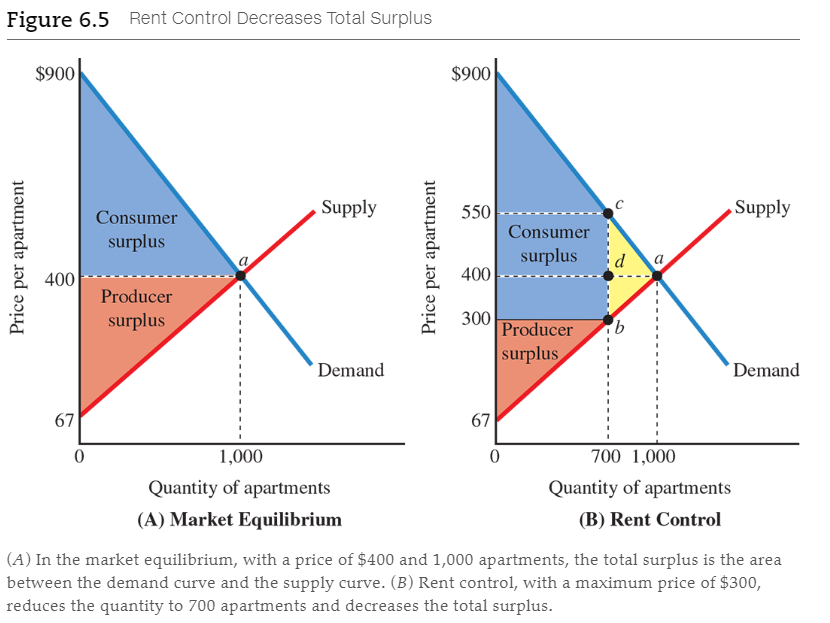 Figure 6.5 Rent Control Decreases Total Surplus
$900
Consumer
surplus
Supply
a
400
Producer
surplus
Demand
67
0
1,000
Price per apartment
Quantity of apartments
(A) Market Equilibrium
$900
c
550
Supply
Consumer
surplus
d
a
400
300
Producer
surplus
b
Demand
67
0
700
1,000
Price per apartment
Quantity of apartments
(B) Rent Control
(A) In the market equilibrium, with a price of $400 and 1,000 apartments, the total surplus is the area
between the demand curve and the supply curve. (B) Rent control, with a maximum price of $300,
reduces the quantity to 700 apartments and decreases the total surplus.